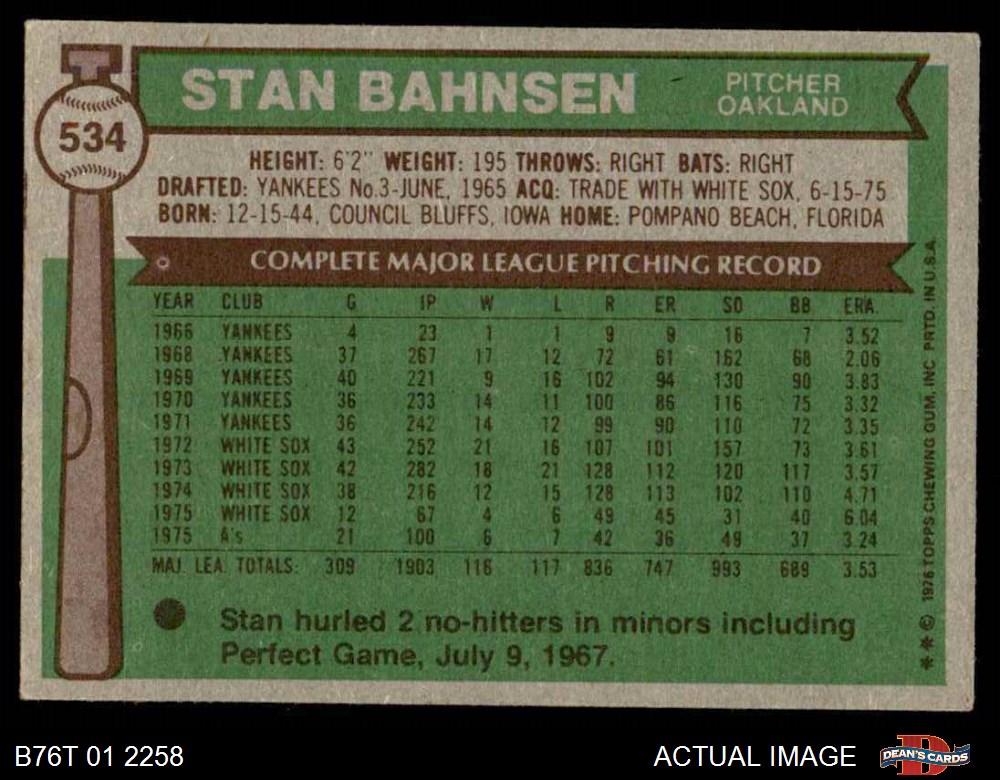 STAN BAHNSEN
PITCHER
OAKLAND
534
HEIGHT: 6'2" WEIGHT: 195 THROWS: RIGHT BATS: RIGHT
DRAFTED: YANKEES No.3-JUNE, 1965 ACQ: TRADE WITH WHITE SOX, 6-15-75
BORN: 12-15-44, COUNCIL BLUFFS, IOWA HOME: POMPANO BEACH, FLORIDA
COMPLETE MAJOR LEAGUE PITCHING RECORD
YEAR CLUB G IP W L R ER SO BB ERA.
1966 YANKEES 4 23 1 1 9 9 16 7 3.52
1968 YANKEES 37 267 17 12 72 61 162 68 2.06
1969 YANKEES 40 221 9 16 102 94 130 90 3.83
1970 YANKEES 36 233 14 11 100 86 116 75 3.32
1971 YANKEES 36 242 14 12 99 90 110 72 3.35
1972 WHITE SOX 43 252 21 16 107 101 157 73 3.61
1973 WHITE SOX 42 282 18 21 128 112 120 117 3.57
1974 WHITE SOX 38 216 12 15 128 113 102 110 4.71
1975 WHITE SOX 12 67 4 6 49 45 31 40 6.04
1975 A's 21 100 6 7 42 36 49 37 3.24
MAJ. LEA. TOTALS: 309 1903 116 117 836 747 993 689 3.53
Stan hurled 2 no-hitters in minors including
Perfect Game, July 9, 1967.
* * © 1976 TOPPS CHEWING GUM, INC. PRTD. IN U.S.A.
B76T 01 2258
ACTUAL IMAGE
D
DEAN'S CARDS